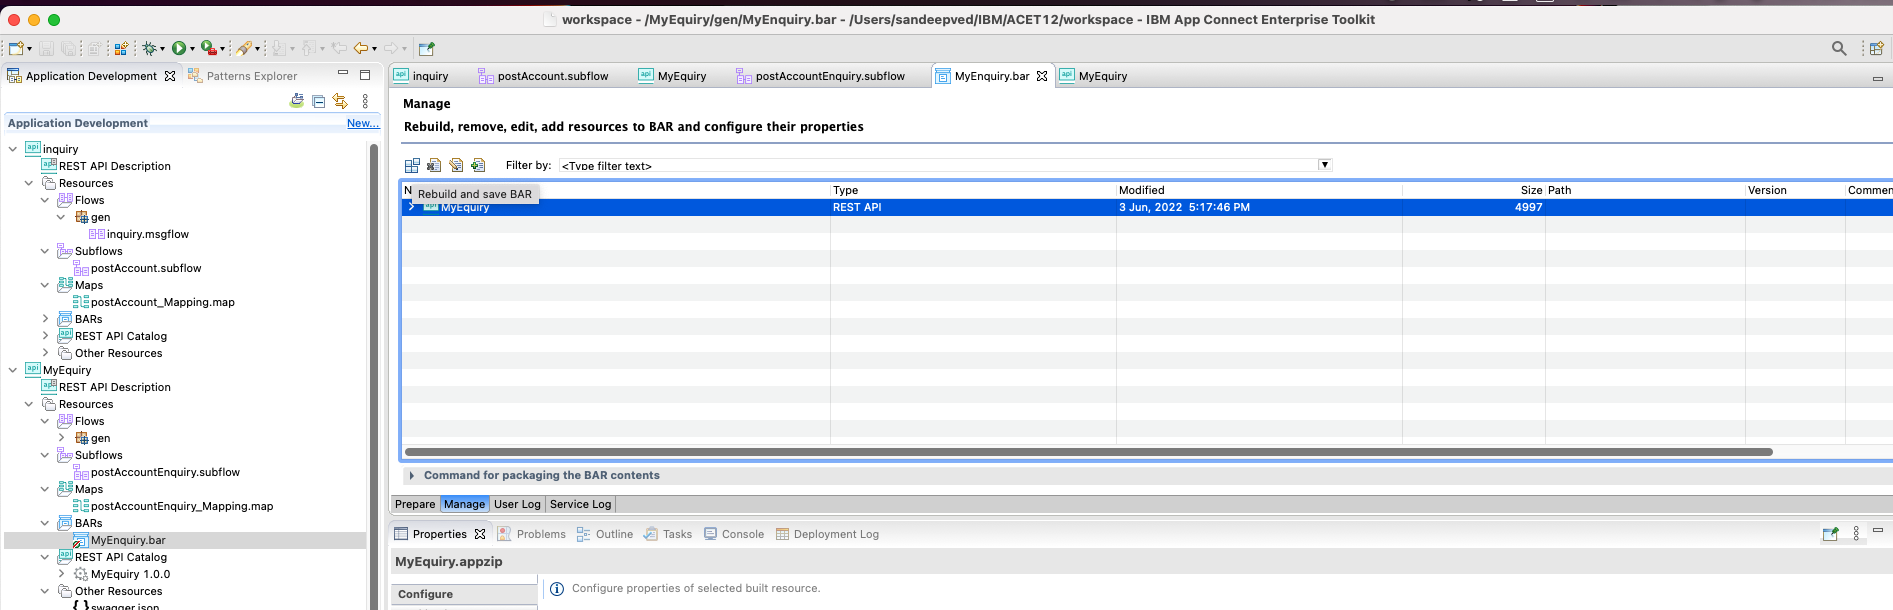 workspace - /MyEquiry/gen/MyEnquiry.bar - /Users/sandeepved/IBM/ACET12/workspace - IBM App Connect Enterprise Toolkit
Application Development
Patterns Explorer
Application Development
New...
inquiry
REST API Description
Resources
Flows
gen
inquiry.msgflow
Subflows
postAccount.subflow
Maps
postAccount_Mapping.map
BARs
REST API Catalog
Other Resources
MyEquiry
REST API Description
Resources
Flows
gen
Subflows
postAccountEnquiry.subflow
Maps
postAccountEnquiry_Mapping.map
BARs
MyEnquiry.bar
REST API Catalog
MyEquiry 1.0.0
Other Resources
swagger.json
inquiry
postAccount.subflow
MyEquiry
postAccountEnquiry.subflow
MyEnquiry.bar
MyEquiry
Manage
Rebuild, remove, edit, add resources to BAR and configure their properties
Filter by: <Type filter text>
Rebuild and save BAR
Type Modified Size Path Version Commen
MyEquiry REST API 3 Jun, 2022 5:17:46 PM 4997
Command for packaging the BAR contents
Prepare Manage User Log Service Log
Properties Problems Outline Tasks Console Deployment Log
MyEquiry.appzip
Configure
Configure properties of selected built resource.